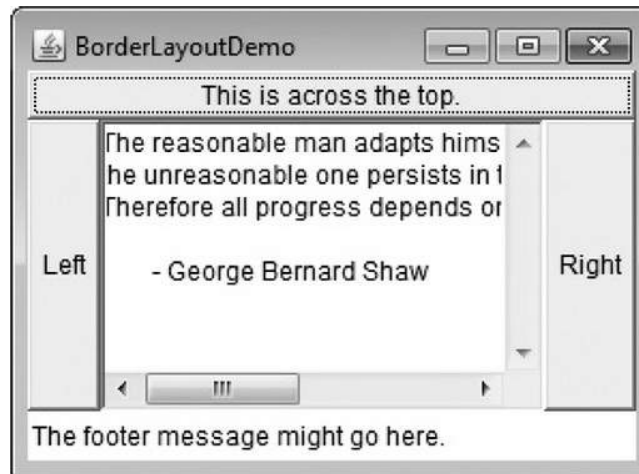 BorderLayoutDemo
This is across the top.
Left
The reasonable man adapts hims
he unreasonable one persists in
Therefore all progress depends
- George Bernard Shaw
Right
The footer message might go here.